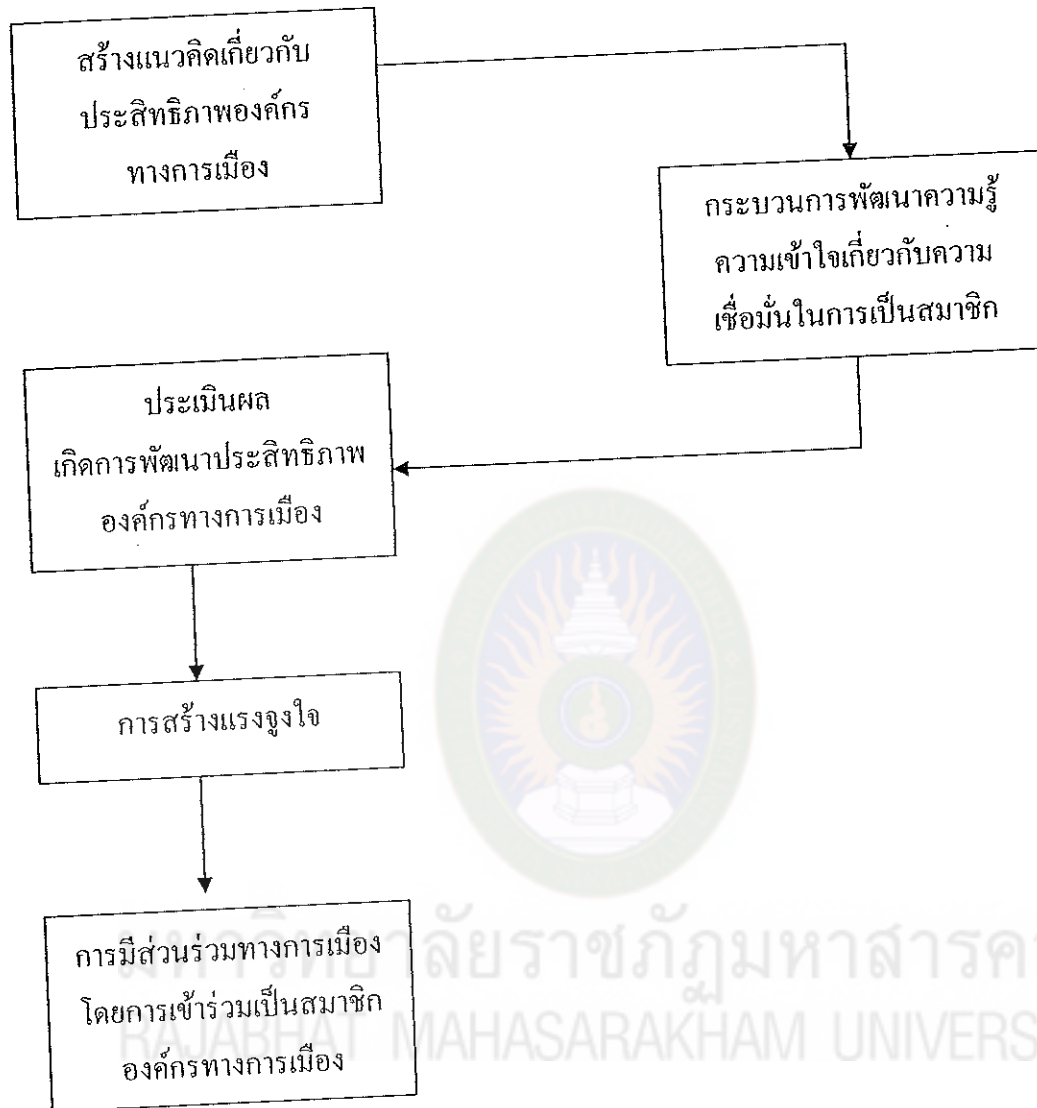 สร้างแนวคิดเกี่ยวกับ
ประสิทธิภาพองค์กร
ทางการเมือง
กระบวนการพัฒนาความรู้
ความเข้าใจเกี่ยวกับความ
เชื่อมั่นในการเป็นสมาชิก
ประเมินผล
เกิดการพัฒนาประสิทธิภาพ
องค์กรทางการเมือง
การสร้างแรงจูงใจ
การมีส่วนร่วมทางการเมือง
โดยการเข้าร่วมเป็นสมาชิก
องค์กรทางการเมือง
มหาวิทยาลัยราชภัฏมหาสารค
RAJABHAT MAHASARAKHAM UNIVERS